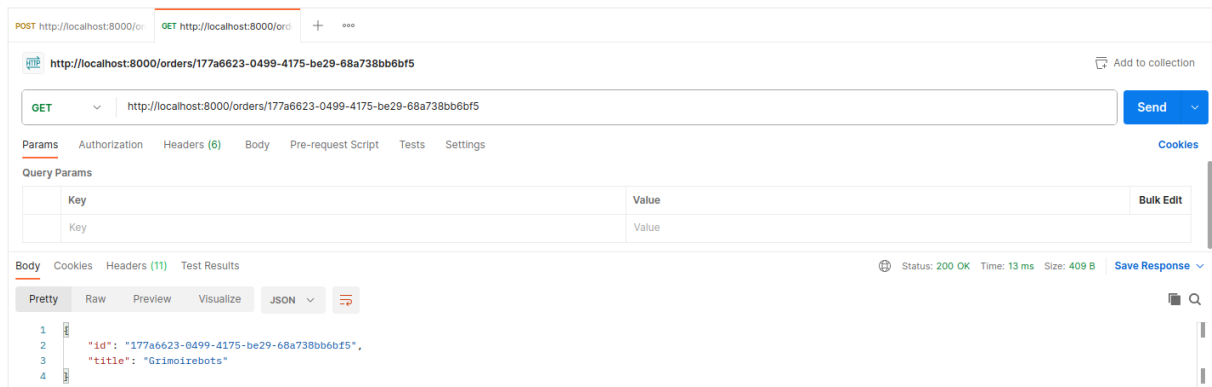 POST http://localhost:8000/or GET http://localhost:8000/ord
HTTP http://localhost:8000/orders/177a6623-0499-4175-be29-68a738bb6bf5 Add to collection
GET http://localhost:8000/orders/177a6623-0499-4175-be29-68a738bb6bf5 Send
Params Authorization Headers (6) Body Pre-request Script Tests Settings Cookies
Query Params
Key Value Bulk Edit
Key Value
Body Cookies Headers (11) Test Results Status: 200 OK Time: 13 ms Size: 409 B Save Response
Pretty Raw Preview Visualize JSON
1 {
2 "id": "177a6623-0499-4175-be29-68a738bb6bf5",
3 "title": "Grimoirebots"
4 }